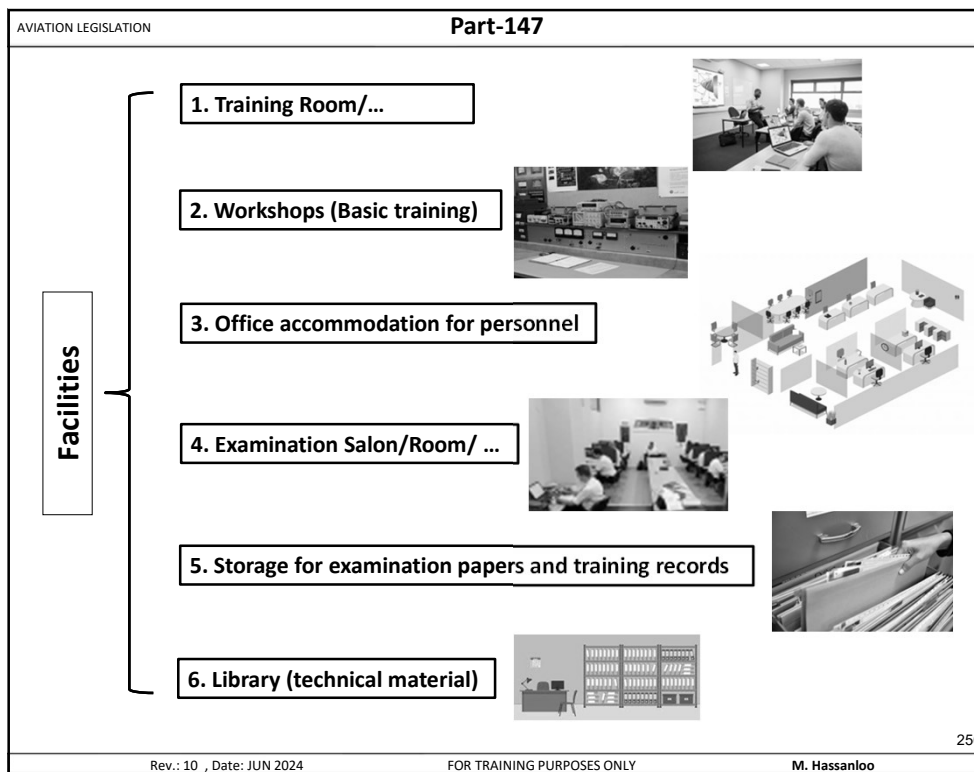 AVIATION LEGISLATION
Part-147
1. Training Room/...
2. Workshops (Basic training)
3. Office accommodation for personnel
Facilities
4. Examination Salon/Room/ ...
5. Storage for examination papers and training records
6. Library (technical material)
25
Rev.: 10 , Date: JUN 2024
FOR TRAINING PURPOSES ONLY
M. Hassanloo